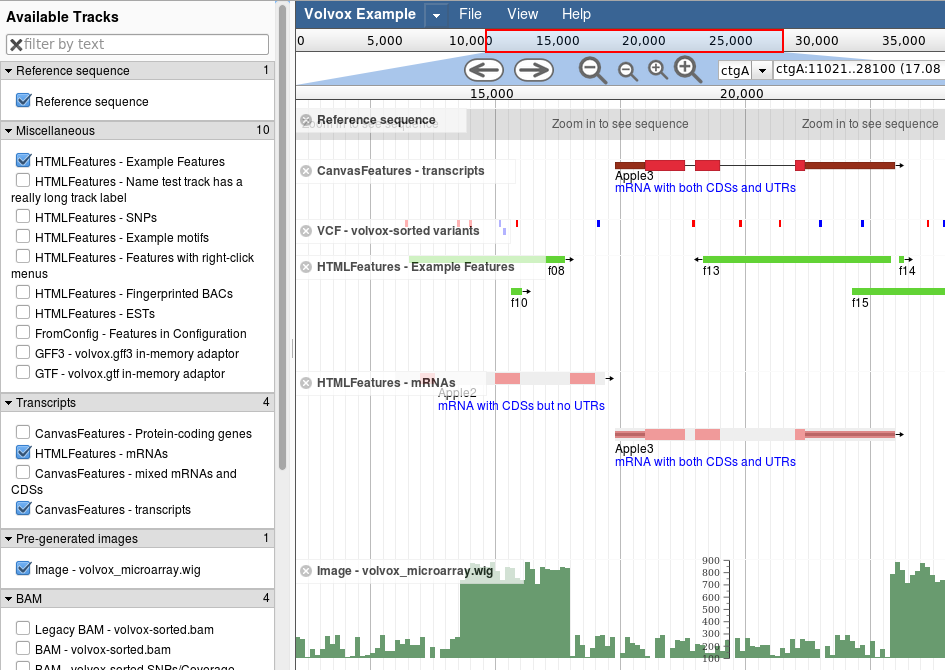 Available Tracks
filter by text
Reference sequence 1
Reference sequence
Miscellaneous 10
HTMLFeatures - Example Features
HTMLFeatures - Name test track has a
really long track label
HTMLFeatures - SNPs
HTMLFeatures - Example motifs
HTMLFeatures - Features with right-click
menus
HTMLFeatures - Fingerprinted BACs
HTMLFeatures - ESTs
FromConfig - Features in Configuration
GFF3 - volvox.gff3 in-memory adaptor
GTF - volvox.gtf in-memory adaptor
Transcripts 4
CanvasFeatures - Protein-coding genes
HTMLFeatures - mRNAs
CanvasFeatures - mixed mRNAs and
CDSs
CanvasFeatures - transcripts
Pre-generated images 1
Image - volvox_microarray.wig
BAM 4
Legacy BAM - volvox-sorted.bam
BAM - volvox-sorted.bam
BAM - volvox-sorted SNPs/Coverage
Volvox Example File View Help
0 5,000 10,000 15,000 20,000 25,000 30,000 35,000
ctgA ctgA:11021..28100 (17.08
15,000 20,000
Reference sequence
Zoom in to see sequence Zoom in to see sequence Zoom in to see sequence
CanvasFeatures - transcripts
Apple3
mRNA with both CDSs and UTRs
VCF - volvox-sorted variants
HTMLFeatures - Example Features
f08 f13 f14
f10 f15
HTMLFeatures - mRNAs
Apple2
mRNA with CDSs but no UTRs
Apple3
mRNA with both CDSs and UTRs
Image - volvox_microarray.wig
900
800
700
600
500
400
300
200
100